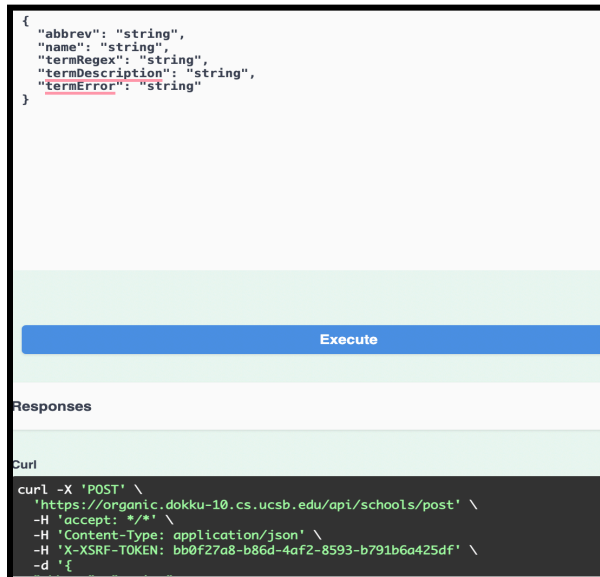 {
"abbrev": "string",
"name": "string",
"termRegex": "string",
"termDescription": "string",
"termError": "string"
}
Execute
Responses
Curl
curl -X 'POST' \
'https://organic.dokku-10.cs.ucsb.edu/api/schools/post' \
-H 'accept: */*' \
-H 'Content-Type: application/json' \
-H 'X-XSRF-TOKEN: bb0f27a8-b86d-4af2-8593-b791b6a425df' \
-d '{